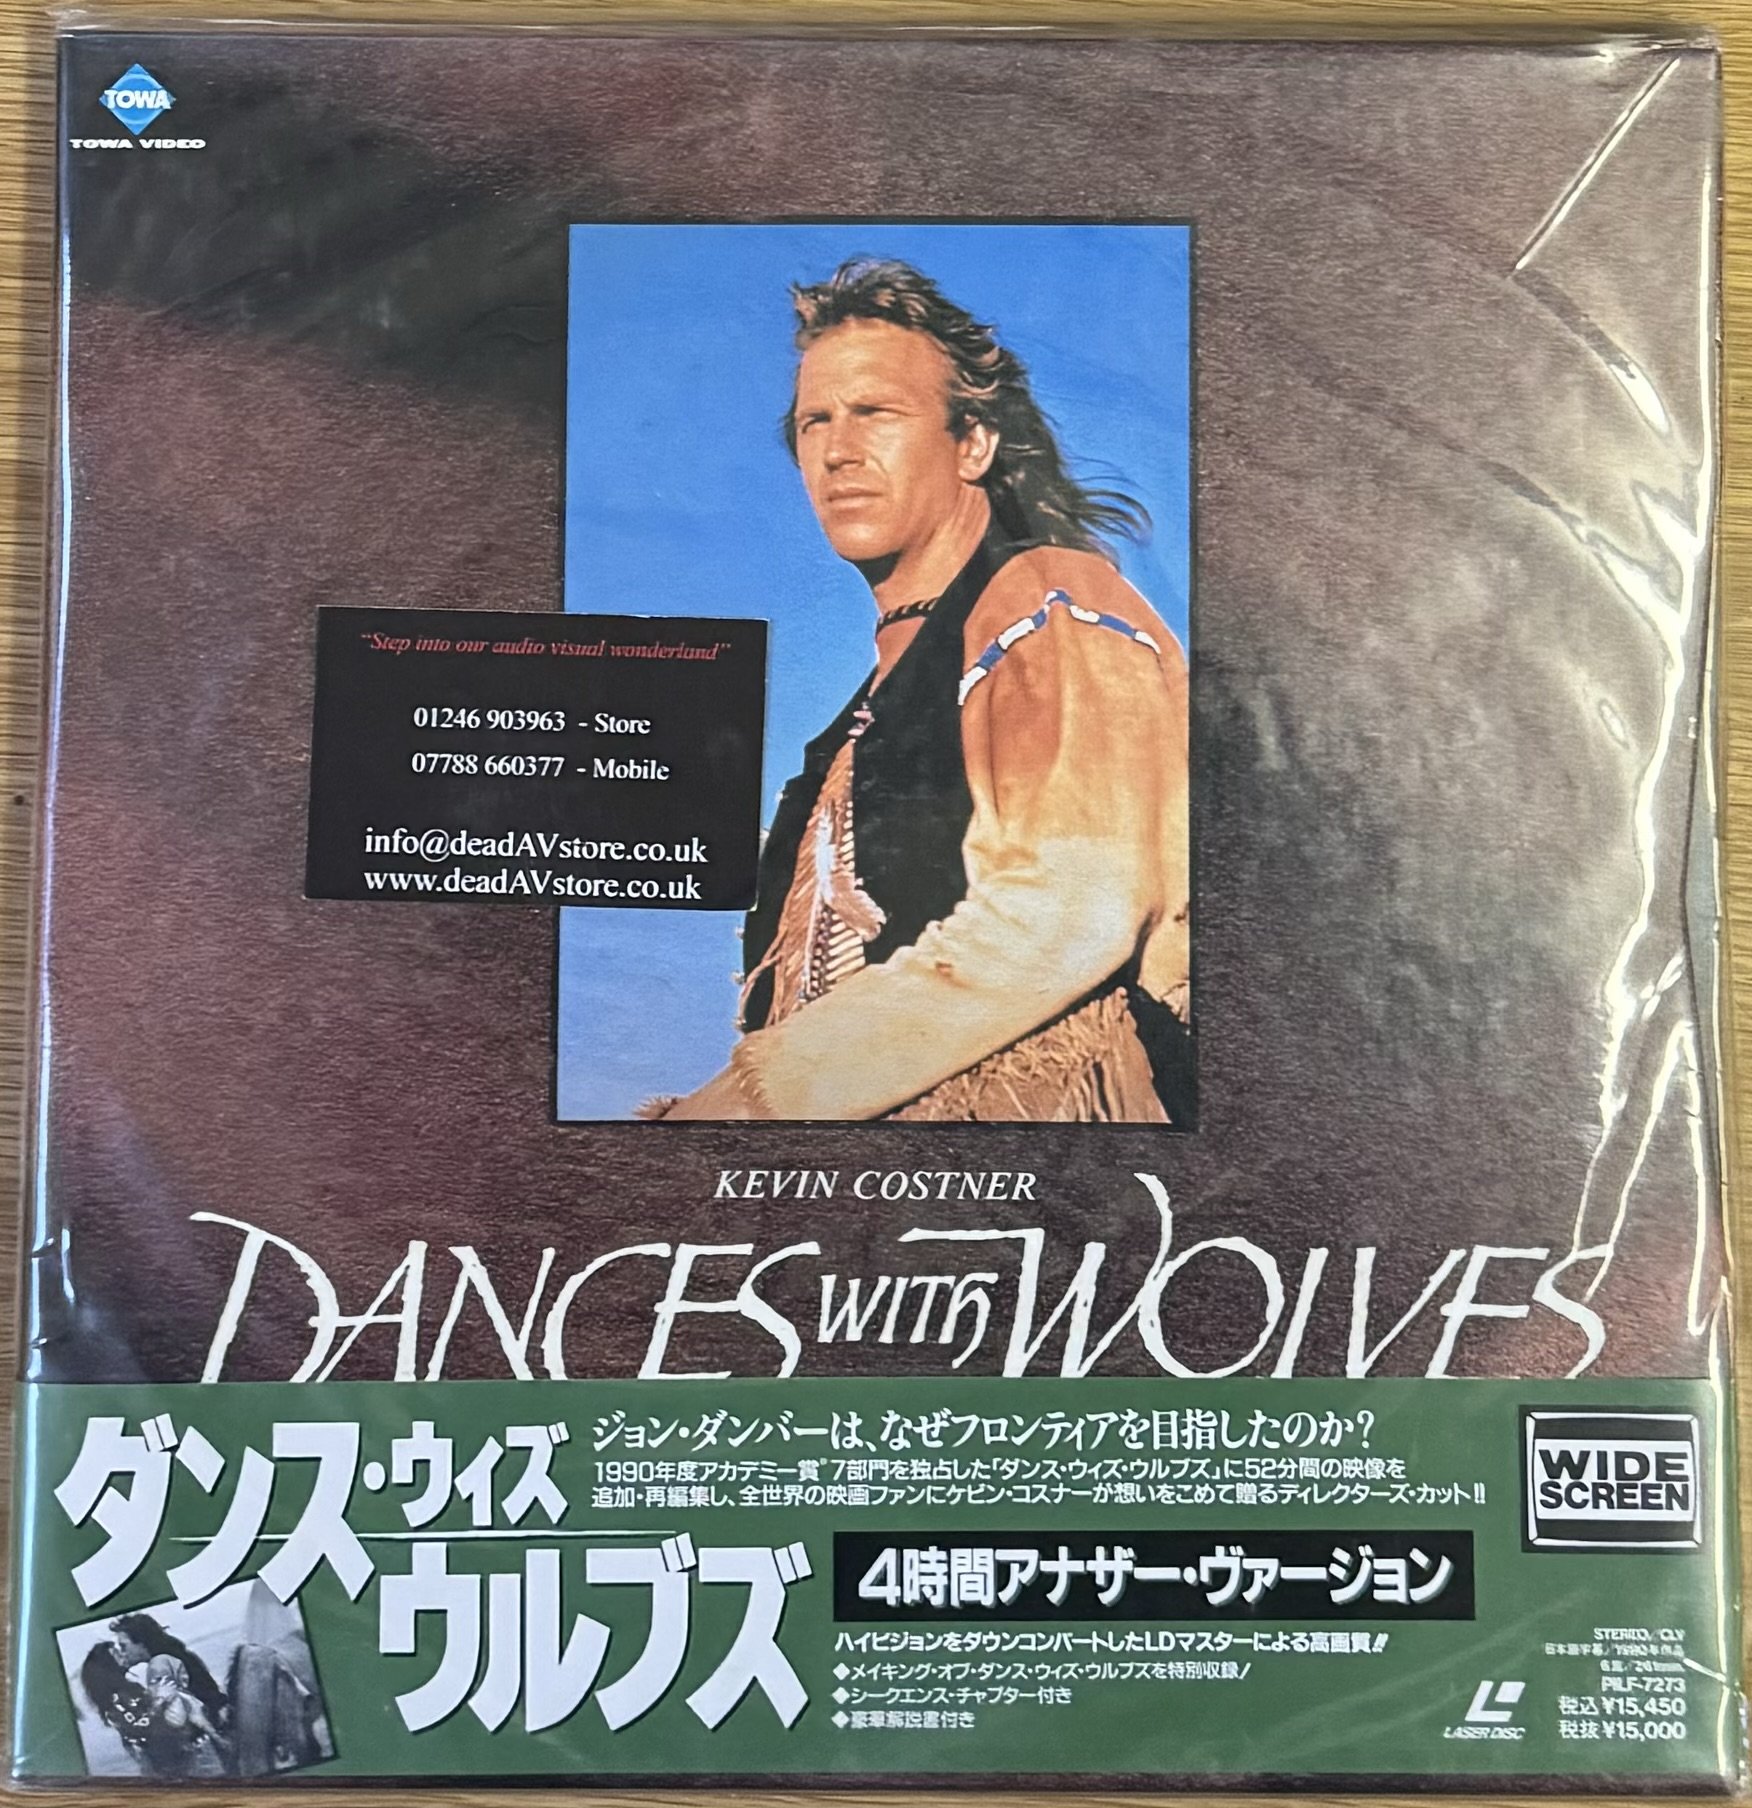 TOWA
TOWA VIDEO
"Step into our audio visual wonderland"
01246 903963 - Store
07788 660377 - Mobile
info@deadAVstore.co.uk
www.deadAVstore.co.uk
KEVIN COSTNER
DANCES WITH WOLVES
ダンス・ウィズ
ウルブズ
ジョン・ダンバーは、なぜフロンティアを目指したのか?
1990年度アカデミー賞®7部門を独占した「ダンス・ウィズ・ウルブズ」に52分間の映像を
追加・再編集し、全世界の映画ファンにケビン・コスナーが想いをこめて贈るディレクターズ・カット!!
WIDE
SCREEN
4時間アナザー・ヴァージョン
ハイビジョンをダウンコンバートしたLDマスターによる高画質!!
◆メイキング・オブ・ダンス・ウィズ・ウルブズを特別収録!
◆シークエンス・チャプター付き
◆豪華解説書付き
LASER DISC
STEREO/CLV
日本語字幕
PILF-7273
税込¥15,450
税抜¥15,000